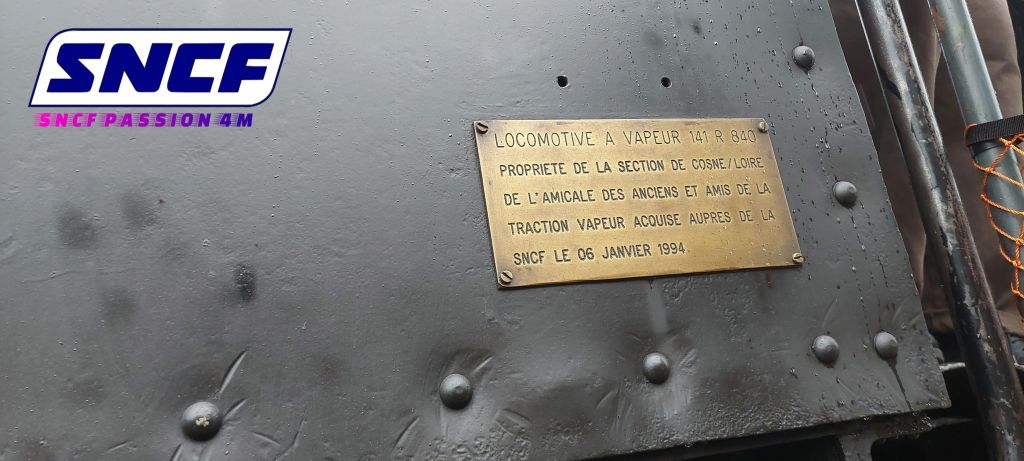 SNCF
SNCF PASSION 4M
LOCOMOTIVE A VAPEUR 141 R 840
PROPRIETE DE LA SECTION DE COSNE/LOIRE
DE L'AMICALE DES ANCIENS ET AMIS DE LA
TRACTION VAPEUR ACQUISE AUPRES DE LA
SNCF LE 06 JANVIER 1994